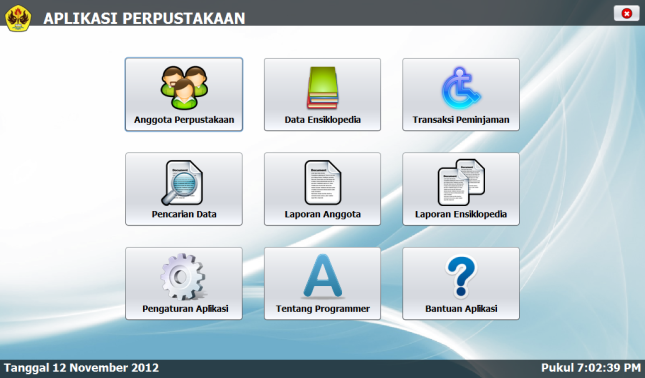 APLIKASI PERPUSTAKAAN
Anggota Perpustakaan
Data Ensiklopedia
Transaksi Peminjaman
Pencarian Data
Laporan Anggota
Laporan Ensiklopedia
Pengaturan Aplikasi
Tentang Programmer
Bantuan Aplikasi
Tanggal 12 November 2012
Pukul 7:02:39 PM